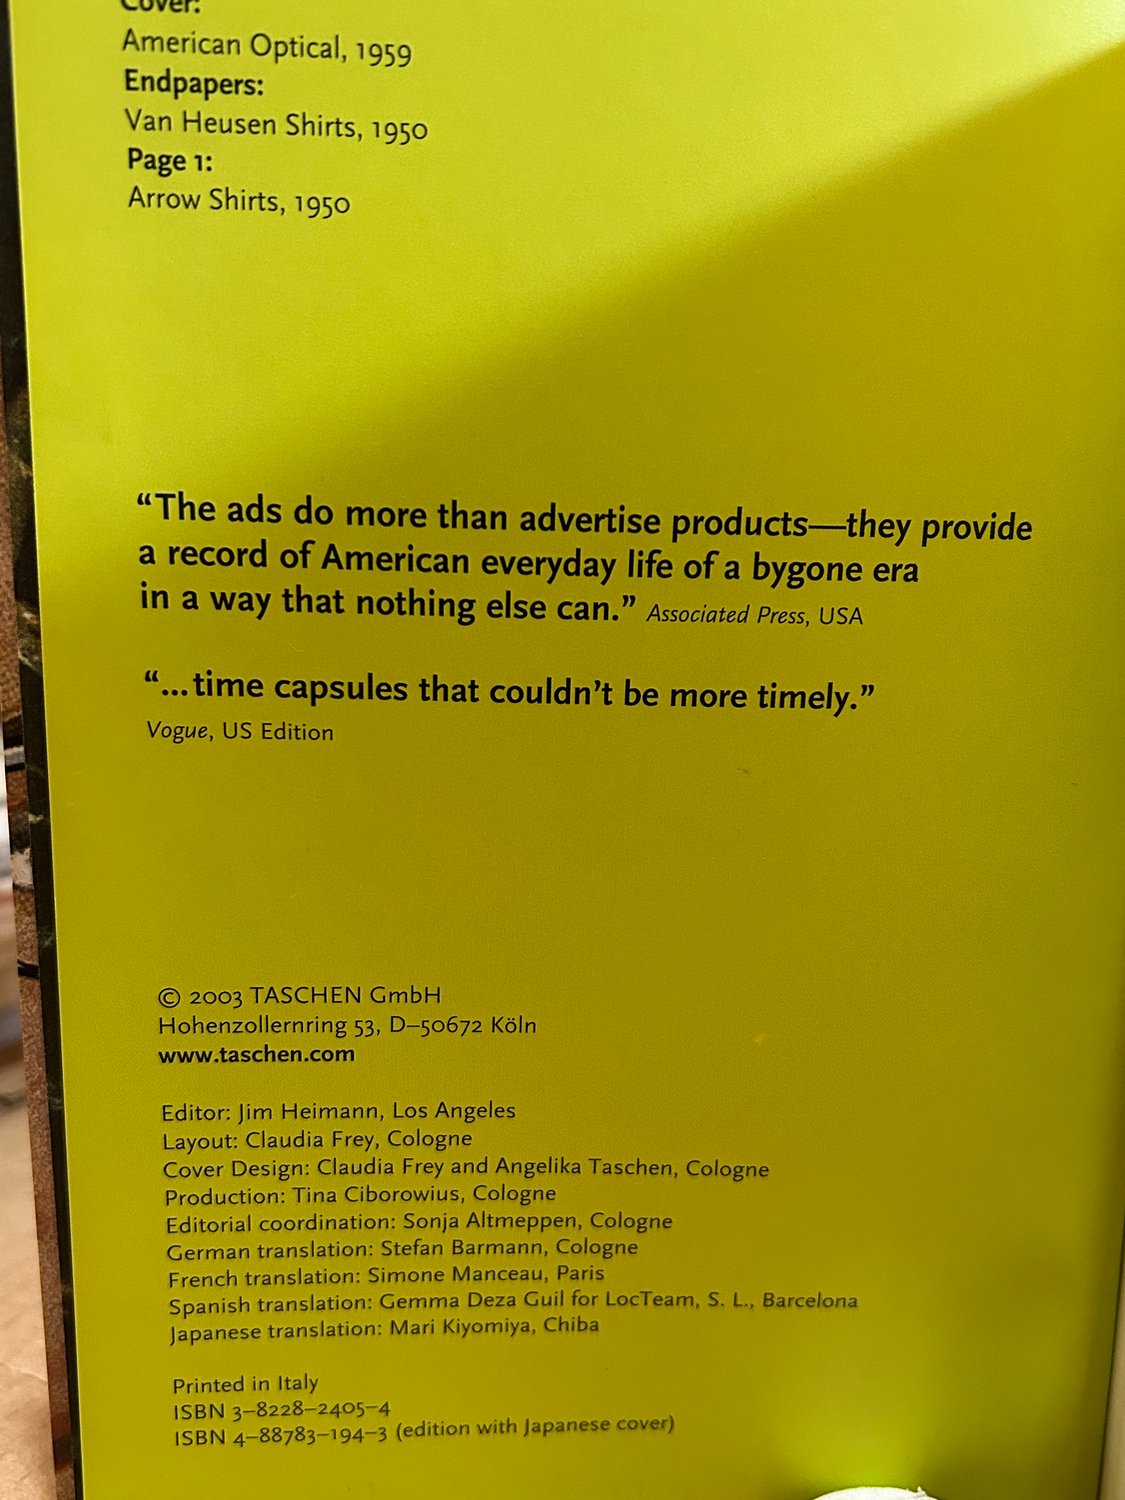 Cover:
American Optical, 1959
Endpapers:
Van Heusen Shirts, 1950
Page 1:
Arrow Shirts, 1950
“The ads do more than advertise products—they provide
a record of American everyday life of a bygone era
in a way that nothing else can.” Associated Press, USA
“...time capsules that couldn’t be more timely.”
Vogue, US Edition
© 2003 TASCHEN GmbH
Hohenzollernring 53, D–50672 Köln
www.taschen.com
Editor: Jim Heimann, Los Angeles
Layout: Claudia Frey, Cologne
Cover Design: Claudia Frey and Angelika Taschen, Cologne
Production: Tina Ciborowius, Cologne
Editorial coordination: Sonja Altmeppen, Cologne
German translation: Stefan Barmann, Cologne
French translation: Simone Manceau, Paris
Spanish translation: Gemma Deza Guil for LocTeam, S. L., Barcelona
Japanese translation: Mari Kiyomiya, Chiba
Printed in Italy
ISBN 3–8228–2405–4
ISBN 4–88783–194–3 (edition with Japanese cover)